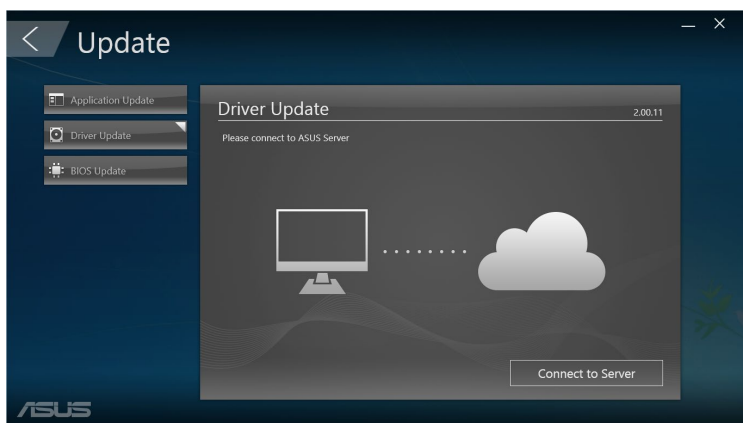 Update
Application Update
Driver Update
BIOS Update
Driver Update
2.00.11
Please connect to ASUS Server
Connect to Server
ASUS